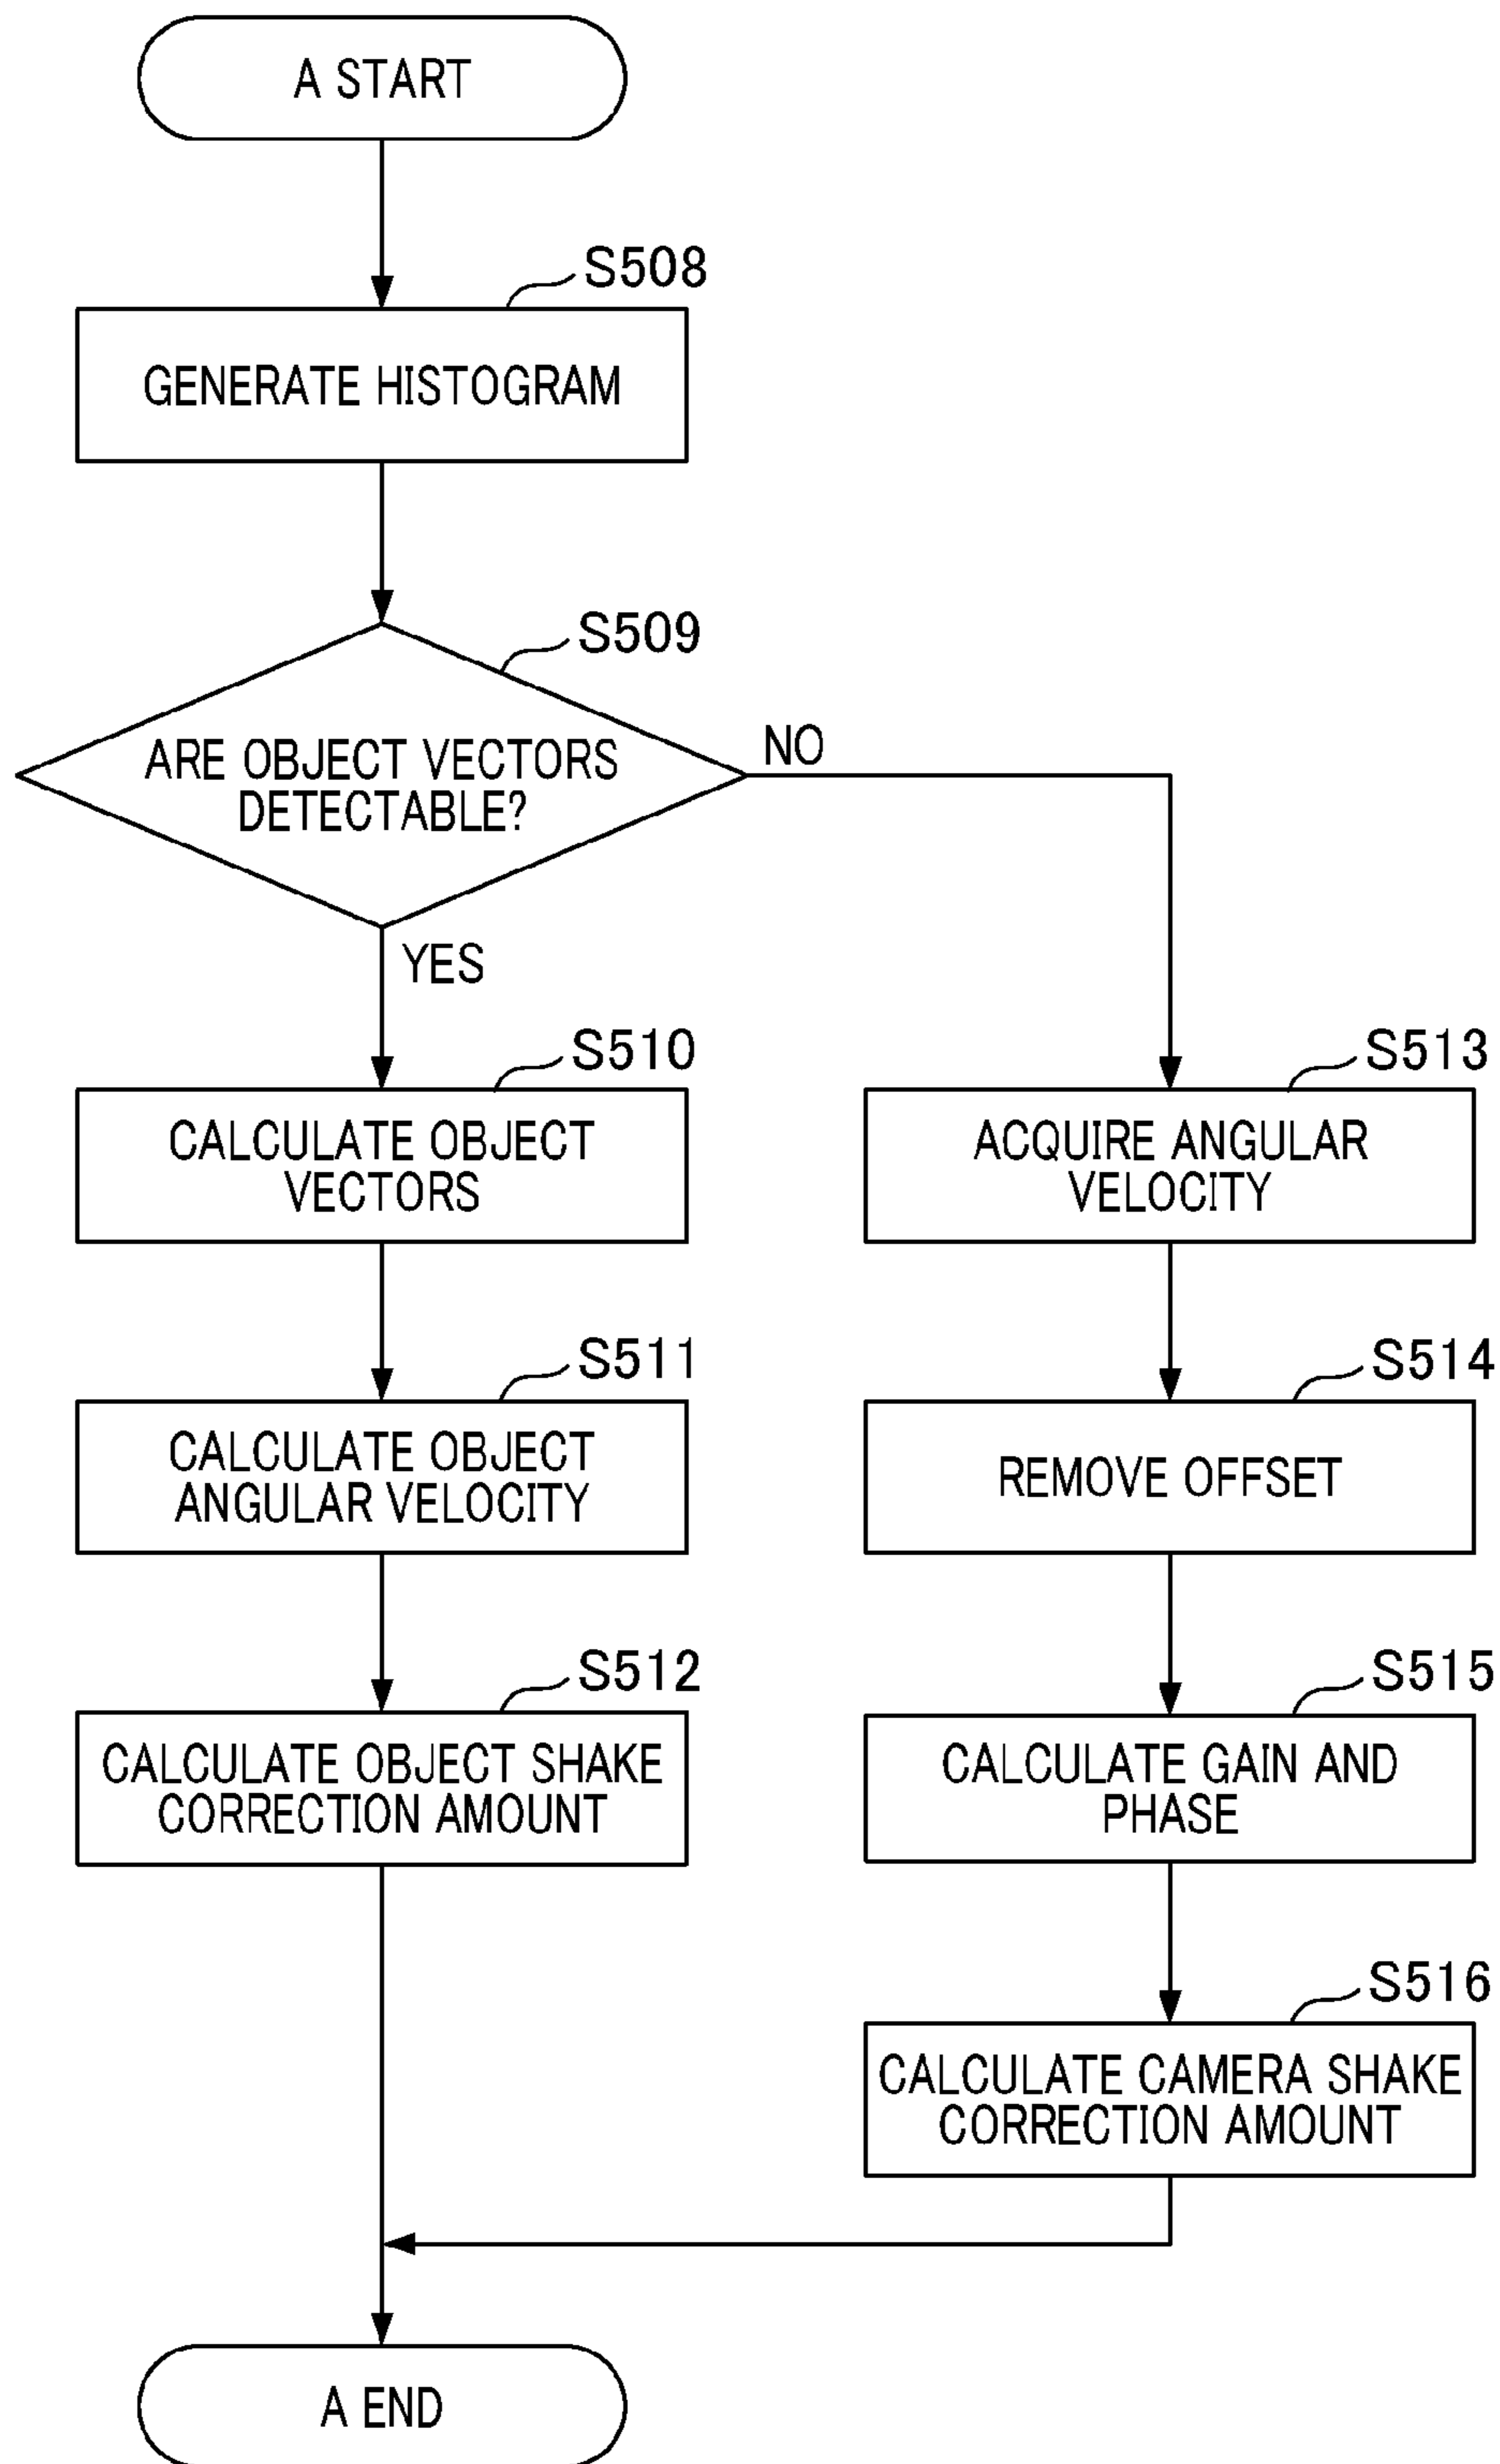 A START
S508
GENERATE HISTOGRAM
S509
ARE OBJECT VECTORS
DETECTABLE?
NO
YES
S510
CALCULATE OBJECT
VECTORS
S511
CALCULATE OBJECT
ANGULAR VELOCITY
S512
CALCULATE OBJECT SHAKE
CORRECTION AMOUNT
S513
ACQUIRE ANGULAR
VELOCITY
S514
REMOVE OFFSET
S515
CALCULATE GAIN AND
PHASE
S516
CALCULATE CAMERA SHAKE
CORRECTION AMOUNT
A END